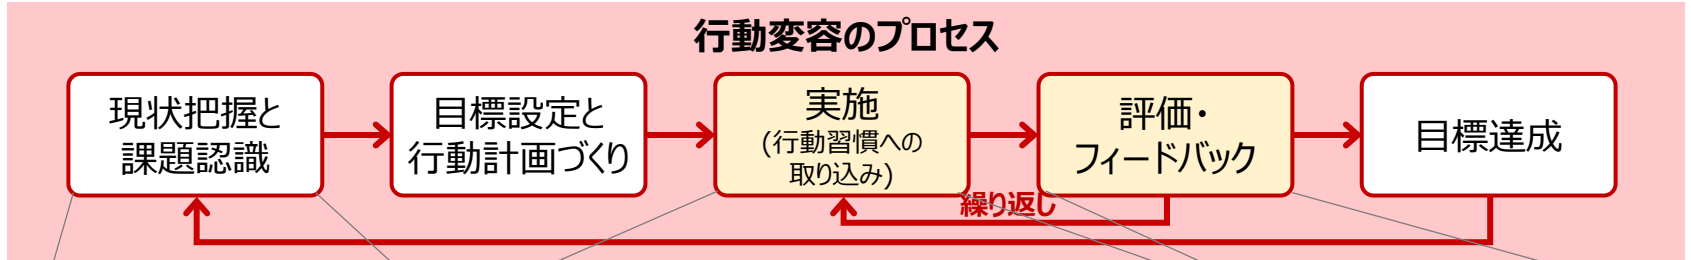 行動変容のプロセス
現状把握と
課題認識
目標設定と
行動計画づくり
実施
(行動習慣への
取り込み)
評価・
フィードバック
目標達成
繰り返し